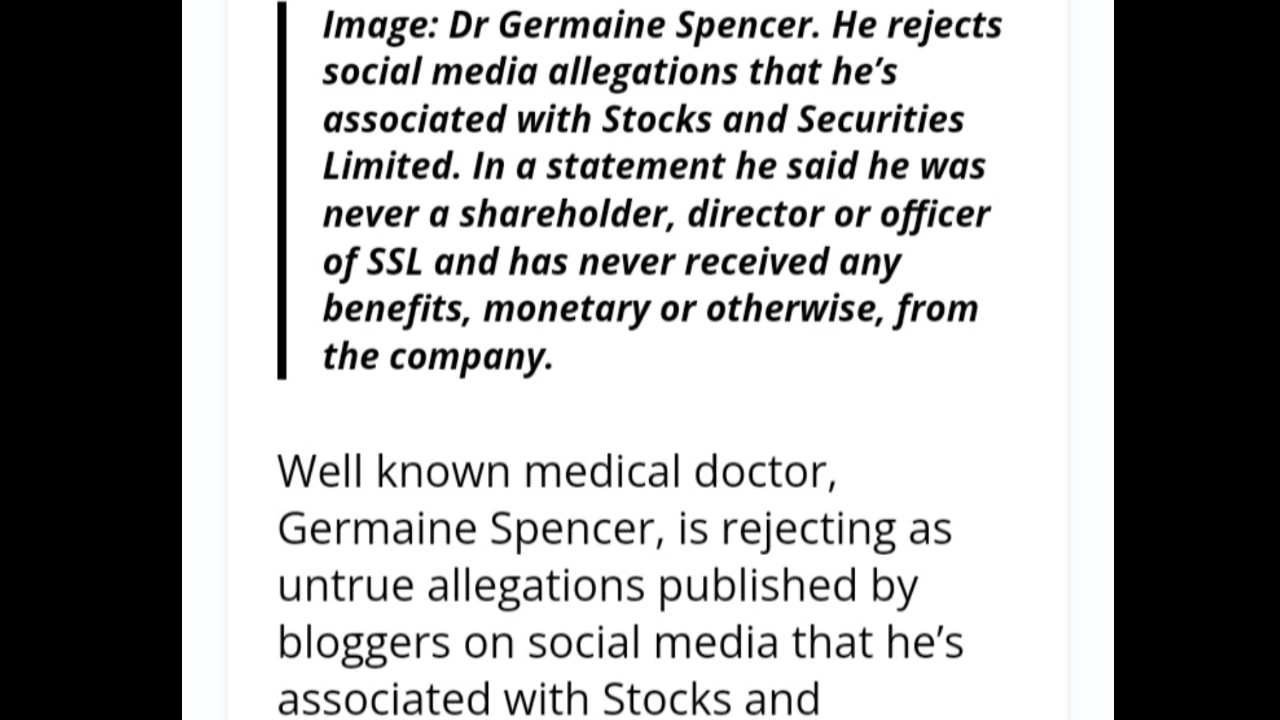 Image: Dr Germaine Spencer. He rejects
social media allegations that he’s
associated with Stocks and Securities
Limited. In a statement he said he was
never a shareholder, director or officer
of SSL and has never received any
benefits, monetary or otherwise, from
the company.
Well known medical doctor,
Germaine Spencer, is rejecting as
untrue allegations published by
bloggers on social media that he’s
associated with Stocks and